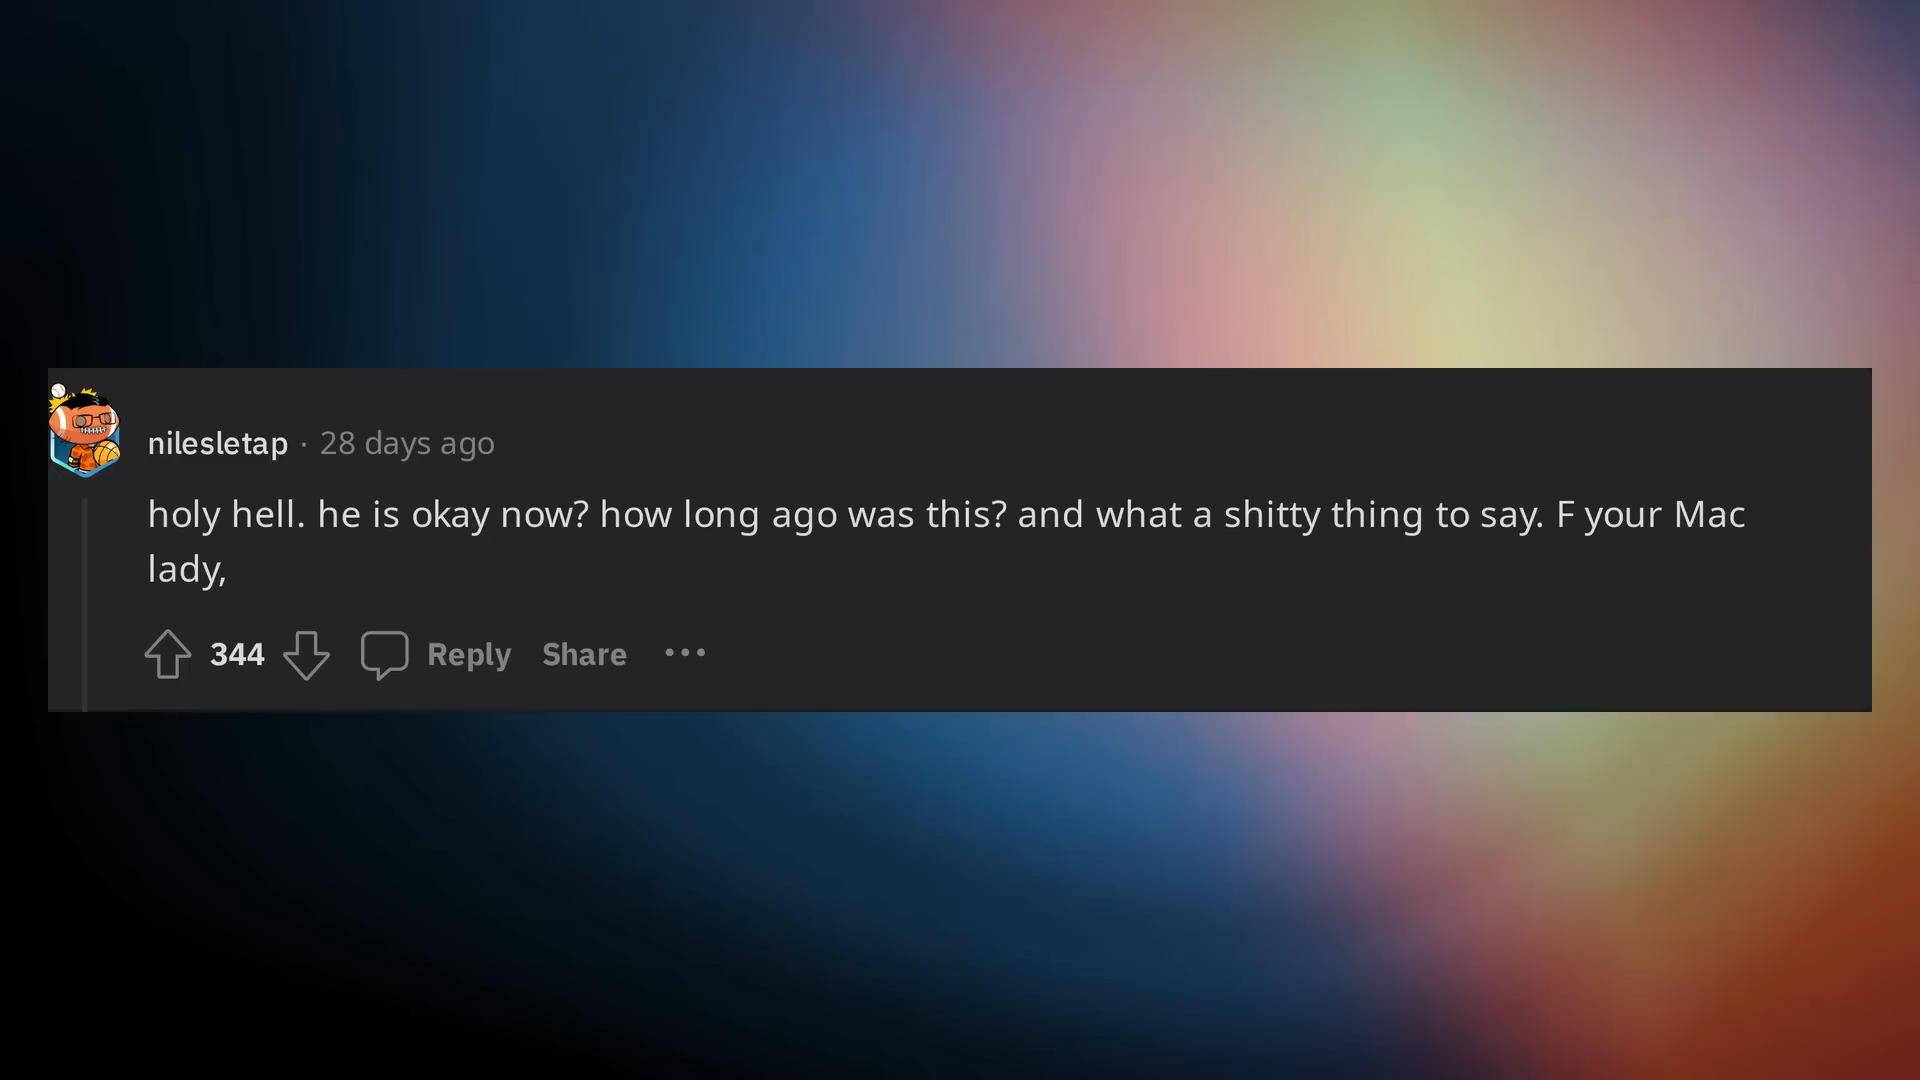 nilesletap · 28 days ago
holy hell. he is okay now? how long ago was this? and what a shitty thing to say. F your Mac
lady,
344 Reply Share ...